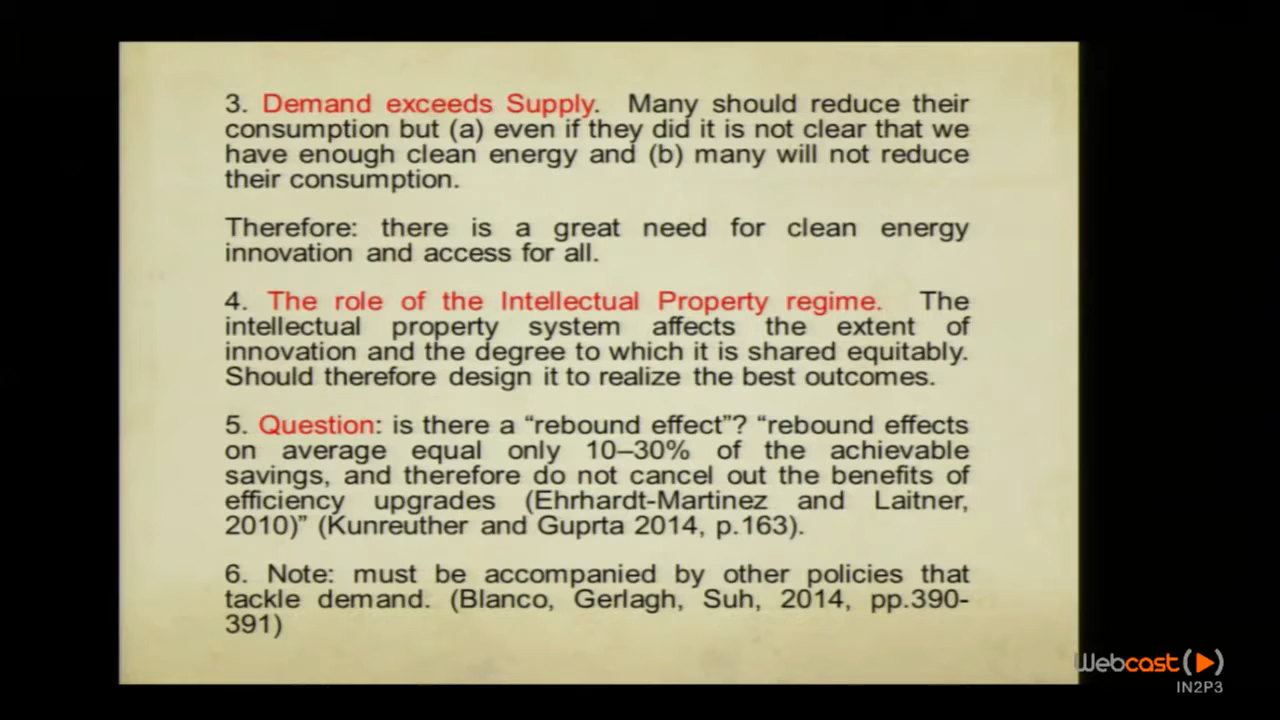 3. Demand exceeds Supply. Many should reduce their
consumption but (a) even if they did it is not clear that we
have enough clean energy and (b) many will not reduce
their consumption.
Therefore: there is a great need for clean energy
innovation and access for all.
4. The role of the Intellectual Property regime. The
intellectual property system affects the extent of
innovation and the degree to which it is shared equitably.
Should therefore design it to realize the best outcomes.
5. Question: is there a “rebound effect”? “rebound effects
on average equal only 10–30% of the achievable
savings, and therefore do not cancel out the benefits of
efficiency upgrades (Ehrhardt-Martinez and Laitner,
2010)” (Kunreuther and Guprta 2014, p.163).
6. Note: must be accompanied by other policies that
tackle demand. (Blanco, Gerlagh, Suh, 2014, pp.390-
391)
Webcast
IN2P3